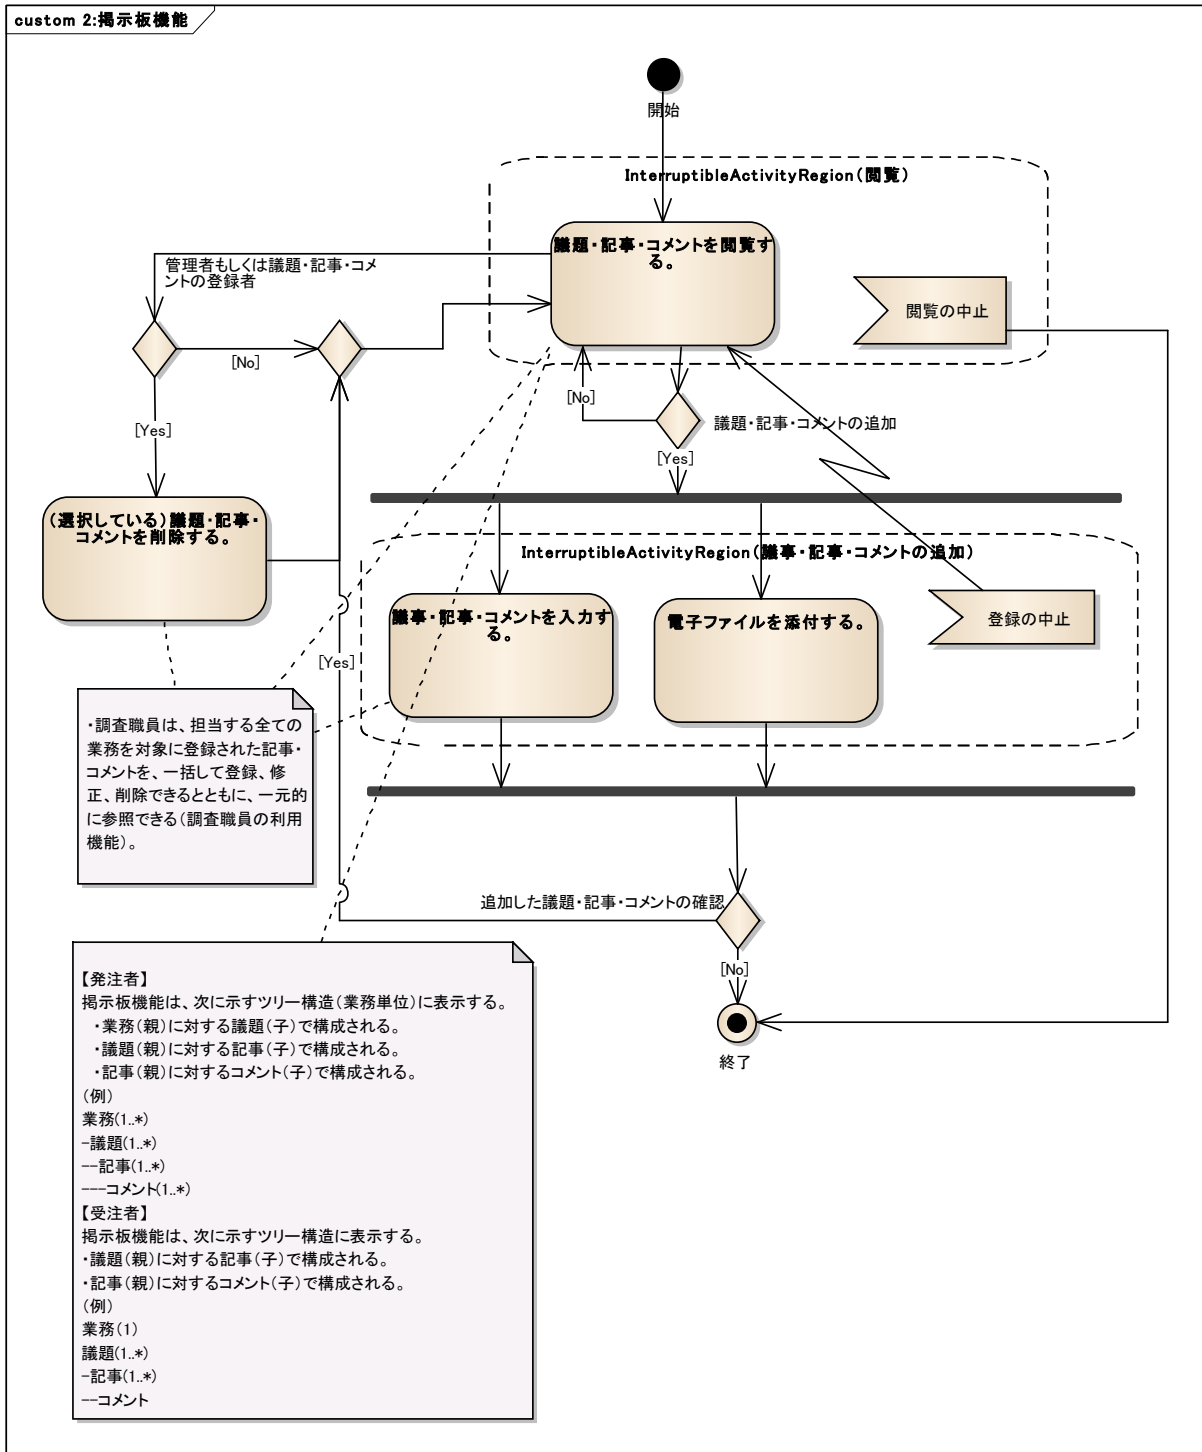 custom 2:掲示板機能
開始
InterruptibleActivityRegion(閲覧)
議題・記事・コメントを閲覧す
る。
管理者もしくは議題・記事・コメ
ントの登録者
閲覧の中止
[No]
[No]
議題・記事・コメントの追加
[Yes]
[Yes]
(選択している)議題・記事・
コメントを削除する。
InterruptibleActivityRegion(議事・記事・コメントの追加)
議事・記事・コメントを入力す
る。
電子ファイルを添付する。
登録の中止
[Yes]
・調査職員は、担当する全ての
業務を対象に登録された記事・
コメントを、一括して登録、修
正、削除できるとともに、一元的
に参照できる(調査職員の利用
機能)。
追加した議題・記事・コメントの確認
[No]
終了
【発注者】
掲示板機能は、次に示すツリー構造(業務単位)に表示する。
・業務(親)に対する議題(子)で構成される。
・議題(親)に対する記事(子)で構成される。
・記事(親)に対するコメント(子)で構成される。
(例)
業務(1..*)
-議題(1..*)
--記事(1..*)
---コメント(1..*)
【受注者】
掲示板機能は、次に示すツリー構造に表示する。
・議題(親)に対する記事(子)で構成される。
・記事(親)に対するコメント(子)で構成される。
(例)
業務(1)
議題(1..*)
-記事(1..*)
--コメント